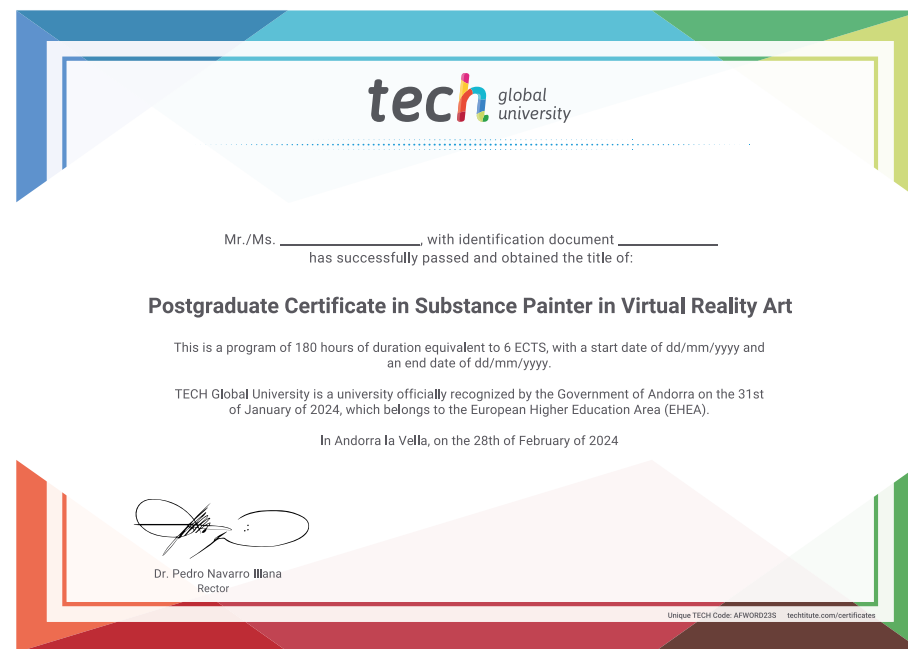 tech global
university
Mr./Ms. ____________________, with identification document ______________
has successfully passed and obtained the title of:
Postgraduate Certificate in Substance Painter in Virtual Reality Art
This is a program of 180 hours of duration equivalent to 6 ECTS, with a start date of dd/mm/yyyy and
an end date of dd/mm/yyyy.
TECH Global University is a university officially recognized by the Government of Andorra on the 31st
of January of 2024, which belongs to the European Higher Education Area (EHEA).
In Andorra la Vella, on the 28th of February of 2024
Dr. Pedro Navarro Illana
Rector
Unique TECH Code: AFWORD23S techtitute.com/certificates